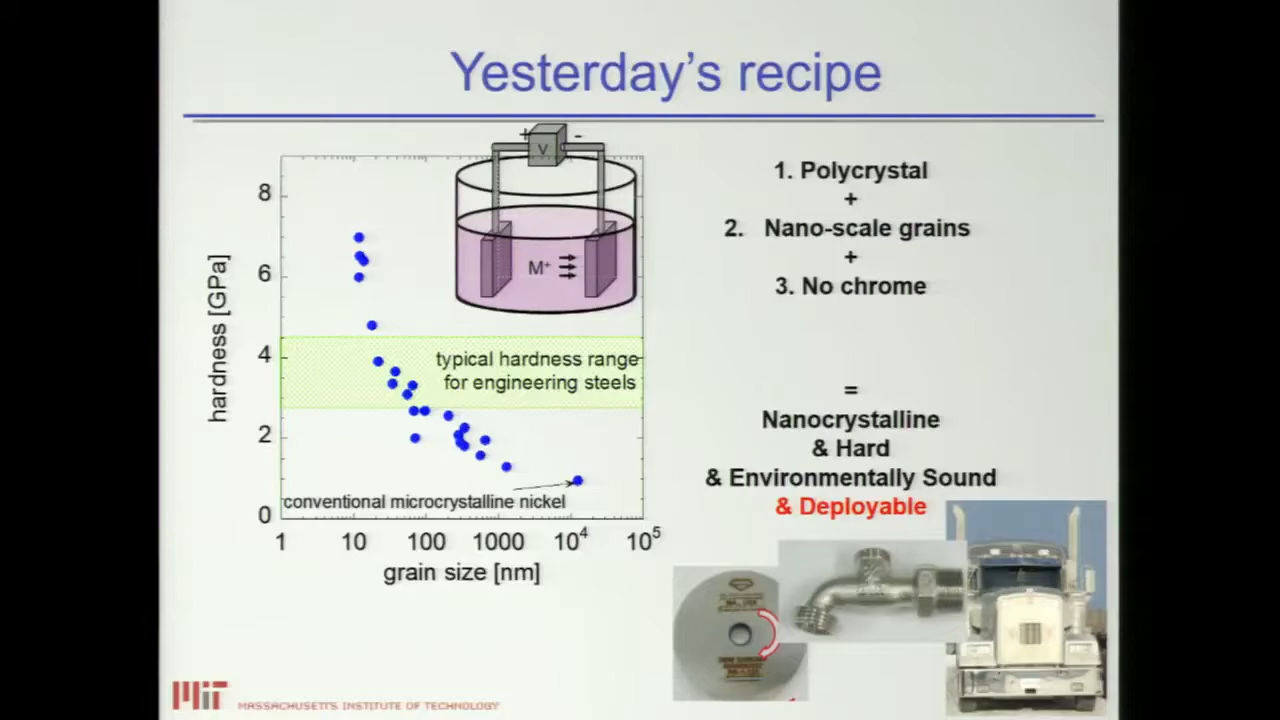 Yesterday's recipe
+ V -
M⁺
8
6
4
2
0
hardness [GPa]
typical hardness range
for engineering steels
conventional microcrystalline nickel
1 10 100 1000 10⁴ 10⁵
grain size [nm]
1. Polycrystal
+
2. Nano-scale grains
+
3. No chrome
=
Nanocrystalline
& Hard
& Environmentally Sound
& Deployable
MIT MASSACHUSETTS INSTITUTE OF TECHNOLOGY